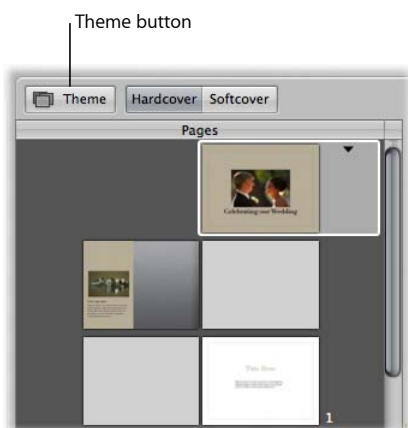 Theme button
Theme Hardcover Softcover
Pages
Celebrating our Wedding
Title Here
1